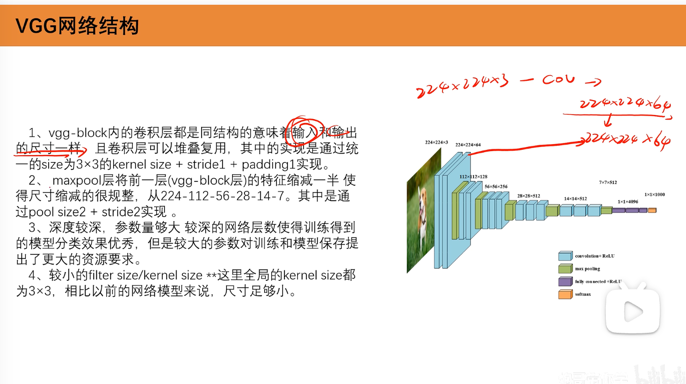 VGG网络结构
224×224×3 — cov →
224×224×64
224×224×64
1、vgg-block内的卷积层都是同结构的意味着输入和输出
的尺寸一样，且卷积层可以堆叠复用，其中的实现是通过统
一的size为3×3的kernel size + stride1 + padding1实现。
2、 maxpool层将前一层(vgg-block层)的特征缩减一半 使
得尺寸缩减的很规整，从224-112-56-28-14-7。其中是通
过pool size2 + stride2实现 。
3、深度较深，参数量够大 较深的网络层数使得训练得到
的模型分类效果优秀，但是较大的参数对训练和模型保存提
出了更大的资源要求。
4、较小的filter size/kernel size **这里全局的kernel size都
为3×3，相比以前的网络模型来说，尺寸足够小。
224×224×3
224×224×64
112×112×128
56×56×256
28×28×512
14×14×512
7×7×512
1×1×4096
1×1×1000
convolution+ReLU
max pooling
fully connected+ReLU
softmax
bilibili